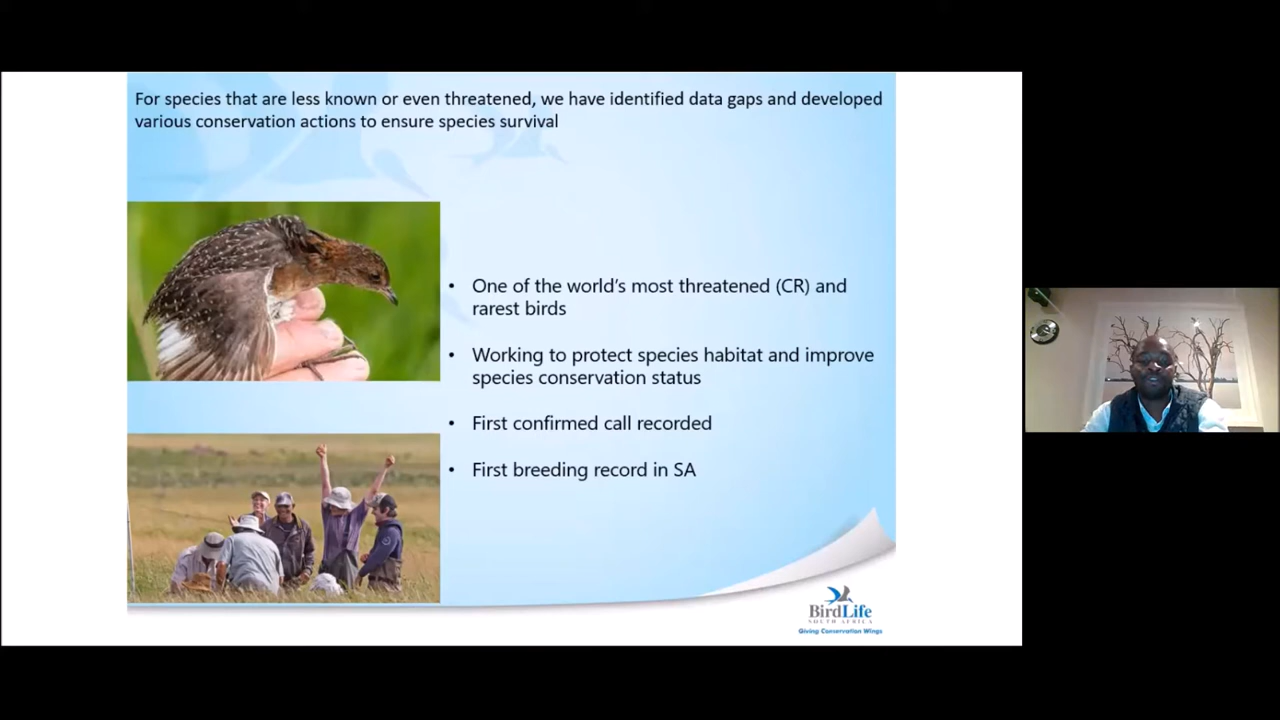 For species that are less known or even threatened, we have identified data gaps and developed
various conservation actions to ensure species survival
• One of the world's most threatened (CR) and
rarest birds
• Working to protect species habitat and improve
species conservation status
• First confirmed call recorded
• First breeding record in SA
BirdLife
SOUTH AFRICA
Giving Conservation Wings